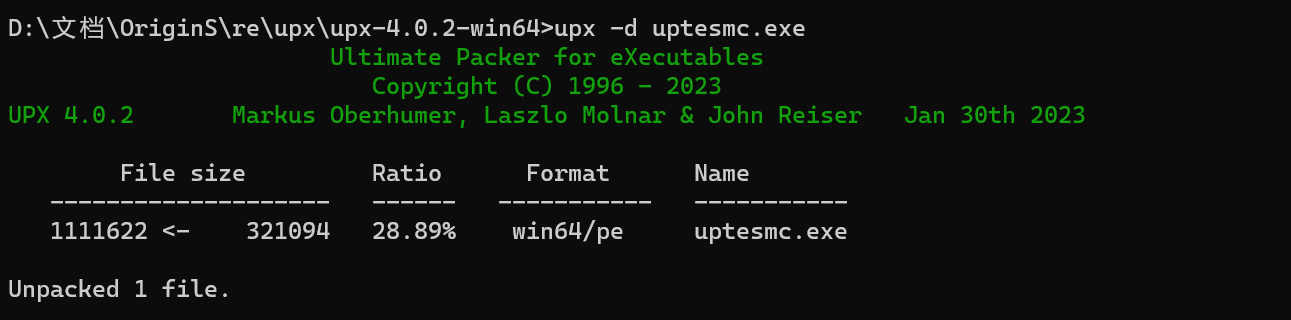 D:\文档\OriginS\re\upx\upx-4.0.2-win64>upx -d uptesmc.exe
Ultimate Packer for eXecutables
Copyright (C) 1996 - 2023
UPX 4.0.2 Markus Oberhumer, Laszlo Molnar & John Reiser Jan 30th 2023
File size Ratio Format Name
-------------------- ------ ----------- -----------
1111622 <- 321094 28.89% win64/pe uptesmc.exe
Unpacked 1 file.